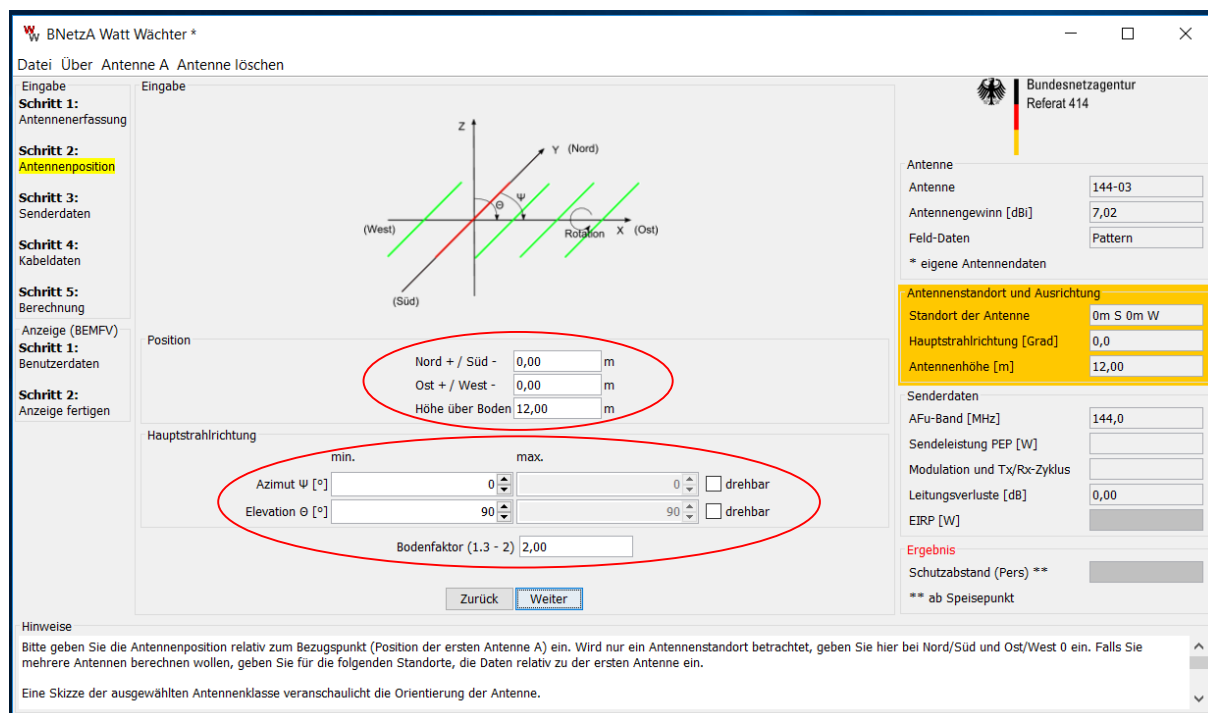 BNetzA Watt Wächter *
Datei Über Antenne A Antenne löschen
Eingabe
Schritt 1:
Antennenerfassung
Schritt 2:
Antennenposition
Schritt 3:
Senderdaten
Schritt 4:
Kabeldaten
Schritt 5:
Berechnung
Anzeige (BEMFV)
Schritt 1:
Benutzerdaten
Schritt 2:
Anzeige fertigen
Eingabe
Z
Y (Nord)
Θ Ψ
(West)
Rotation X (Ost)
(Süd)
Position
Nord + / Süd - 0,00 m
Ost + / West - 0,00 m
Höhe über Boden 12,00 m
Hauptstrahlrichtung
min. max.
Azimut Ψ [º] 0 0 drehbar
Elevation Θ [º] 90 90 drehbar
Bodenfaktor (1.3 - 2) 2,00
Zurück Weiter
Bundesnetzagentur
Referat 414
Antenne
Antenne 144-03
Antennengewinn [dBi] 7,02
Feld-Daten Pattern
* eigene Antennendaten
Antennenstandort und Ausrichtung
Standort der Antenne 0m S 0m W
Hauptstrahlrichtung [Grad] 0,0
Antennenhöhe [m] 12,00
Senderdaten
AFu-Band [MHz] 144,0
Sendeleistung PEP [W]
Modulation und Tx/Rx-Zyklus
Leitungsverluste [dB] 0,00
EIRP [W]
Ergebnis
Schutzabstand (Pers) **
** ab Speisepunkt
Hinweise
Bitte geben Sie die Antennenposition relativ zum Bezugspunkt (Position der ersten Antenne A) ein. Wird nur ein Antennenstandort betrachtet, geben Sie hier bei Nord/Süd und Ost/West 0 ein. Falls Sie
mehrere Antennen berechnen wollen, geben Sie für die folgenden Standorte, die Daten relativ zu der ersten Antenne ein.
Eine Skizze der ausgewählten Antennenklasse veranschaulicht die Orientierung der Antenne.